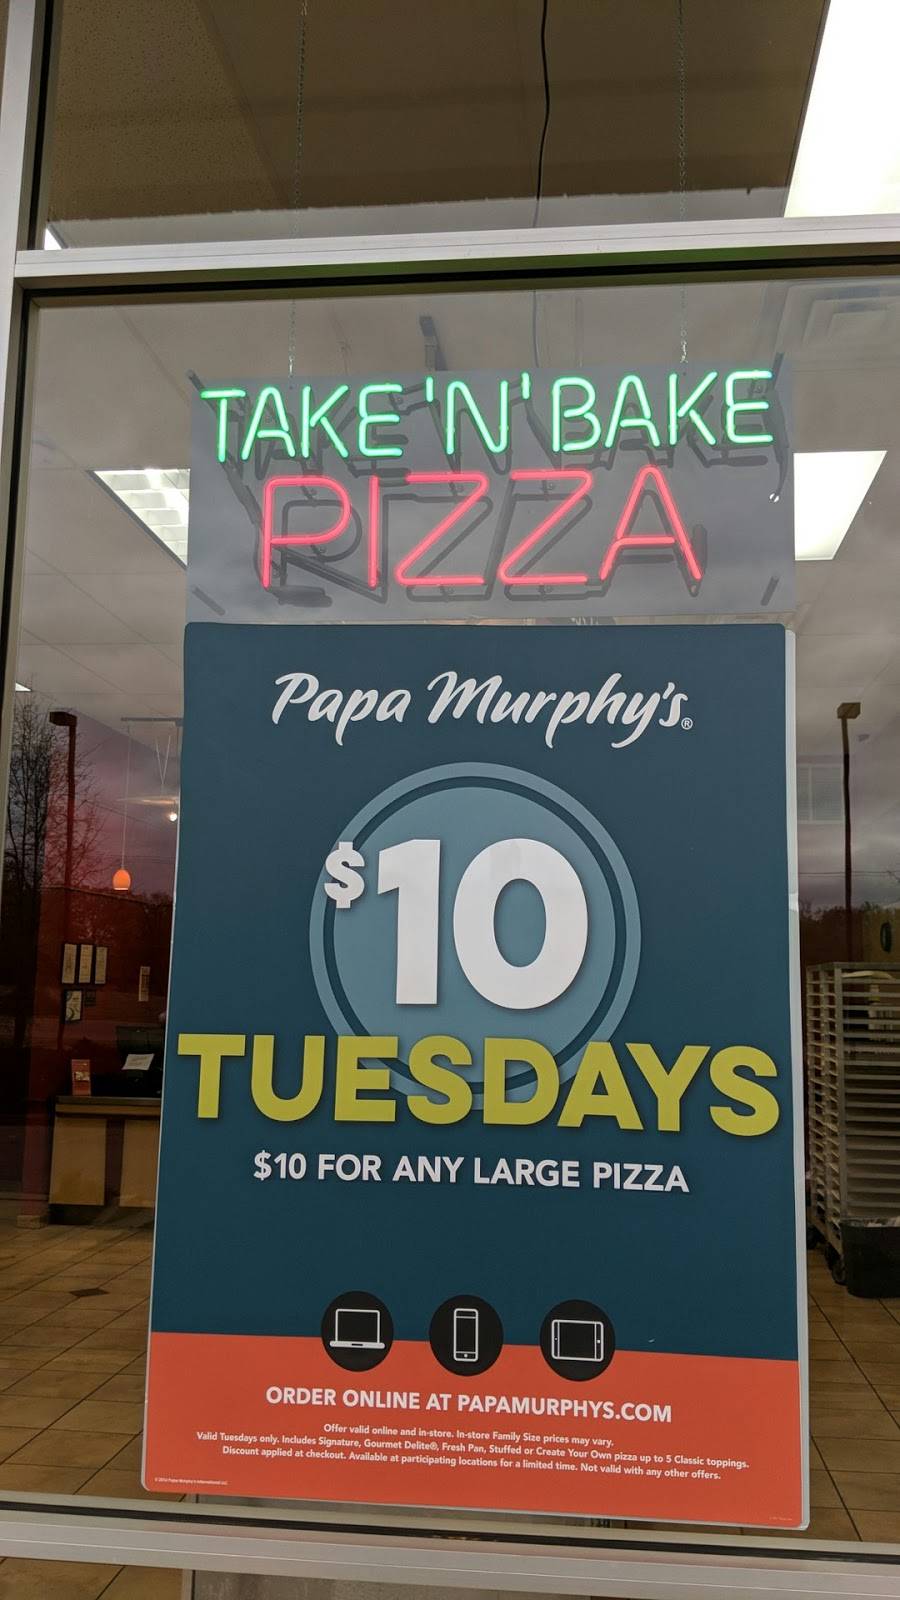 TAKE 'N' BAKE
PIZZA
Papa Murphy's®
$10
TUESDAYS
$10 FOR ANY LARGE PIZZA
ORDER ONLINE AT PAPAMURPHYS.COM
Offer valid online and in-store. In-store Family Size prices may vary.
Valid Tuesdays only. Includes Signature, Gourmet Delite®, Fresh Pan, Stuffed or Create Your Own pizza up to 5 Classic toppings.
Discount applied at checkout. Available at participating locations for a limited time. Not valid with any other offers.